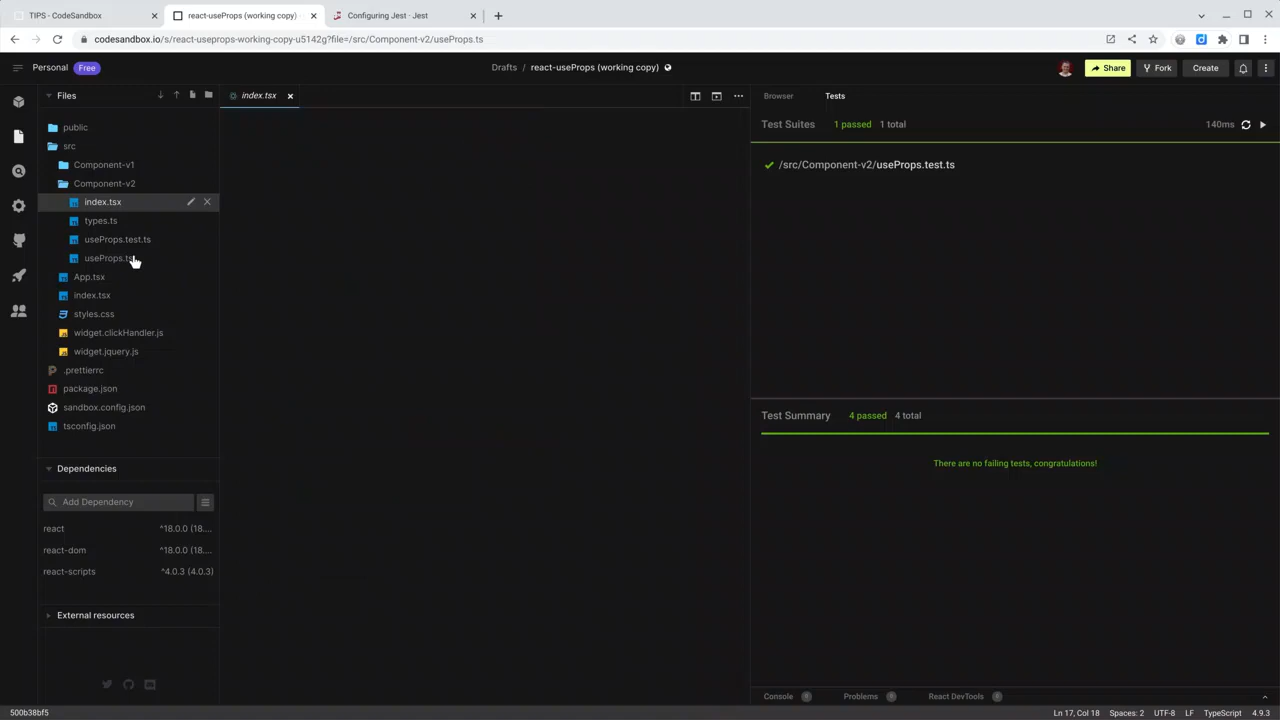 TIPS - CodeSandbox
react-useProps (working copy)
Configuring Jest · Jest
codesandbox.io/s/react-useprops-working-copy-u5142g?file=/src/Component-v2/useProps.ts
Personal
Free
Drafts / react-useProps (working copy)
Share
Fork
Create
Files
index.tsx
Browser
Tests
Test Suites
1 passed
1 total
140ms
/src/Component-v2/useProps.test.ts
public
src
Component-v1
Component-v2
index.tsx
types.ts
useProps.test.ts
useProps.ts
App.tsx
index.tsx
styles.css
widget.clickHandler.js
widget.jquery.js
.prettierrc
package.json
sandbox.config.json
tsconfig.json
Test Summary
4 passed
4 total
There are no failing tests, congratulations!
Dependencies
Add Dependency
react
^18.0.0 (18....
react-dom
^18.0.0 (18....
react-scripts
^4.0.3 (4.0.3)
External resources
Console
Problems
React DevTools
500b38bf5
Ln 17, Col 18
Spaces: 2
UTF-8
LF
TypeScript
4.9.3